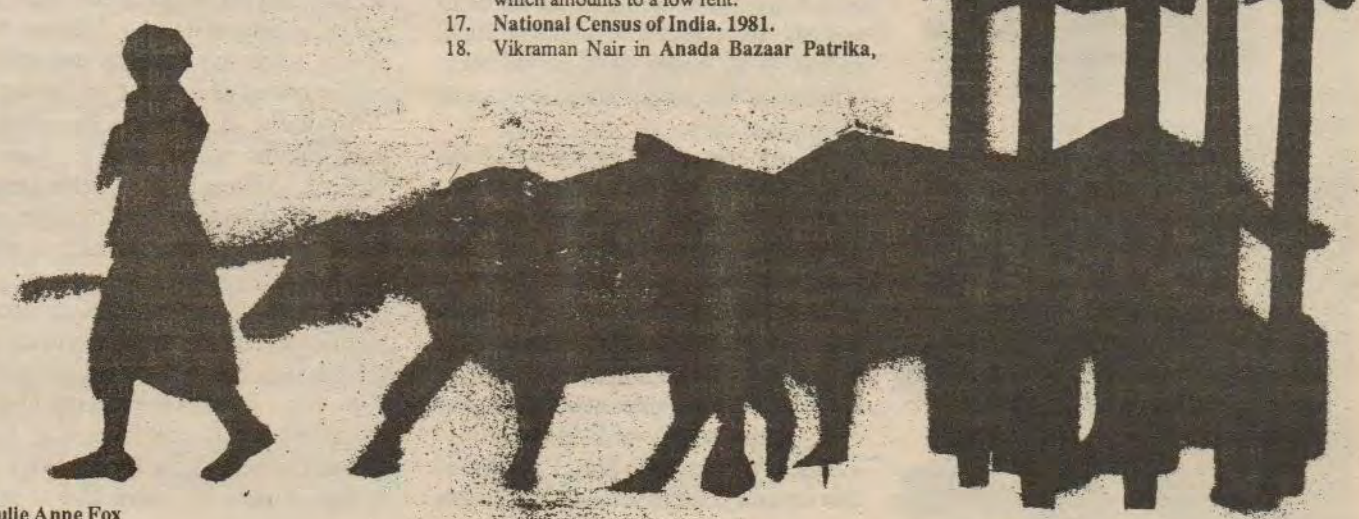 which amounts to a low rent.
17. National Census of India. 1981.
18. Vikraman Nair in Anada Bazaar Patrika,
Julie Anne Fox